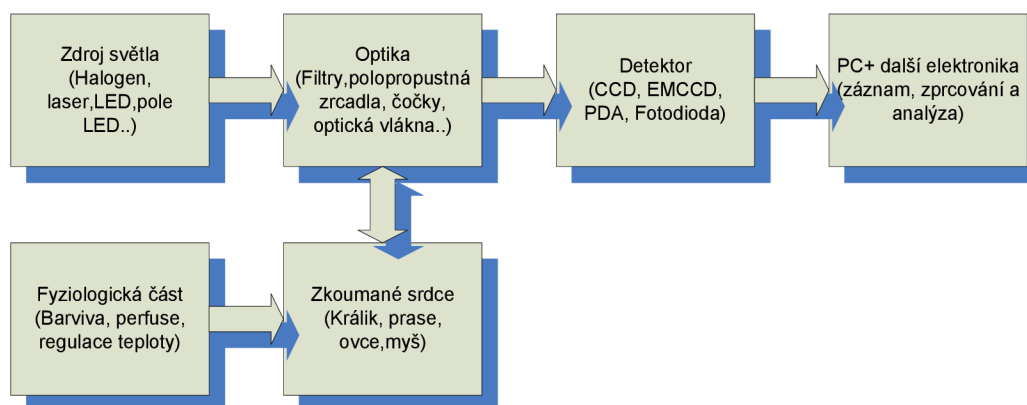 Zdroj světla
(Halogen,
laser,LED,pole
LED..)
Optika
(Filtry,polopropustná
zrcadla, čočky,
optická vlákna..)
Detektor
(CCD, EMCCD,
PDA, Fotodioda)
PC+ další elektronika
(záznam, zprcování a
analýza)
Fyziologická část
(Barviva, perfuse,
regulace teploty)
Zkoumané srdce
(Králik, prase,
ovce,myš)